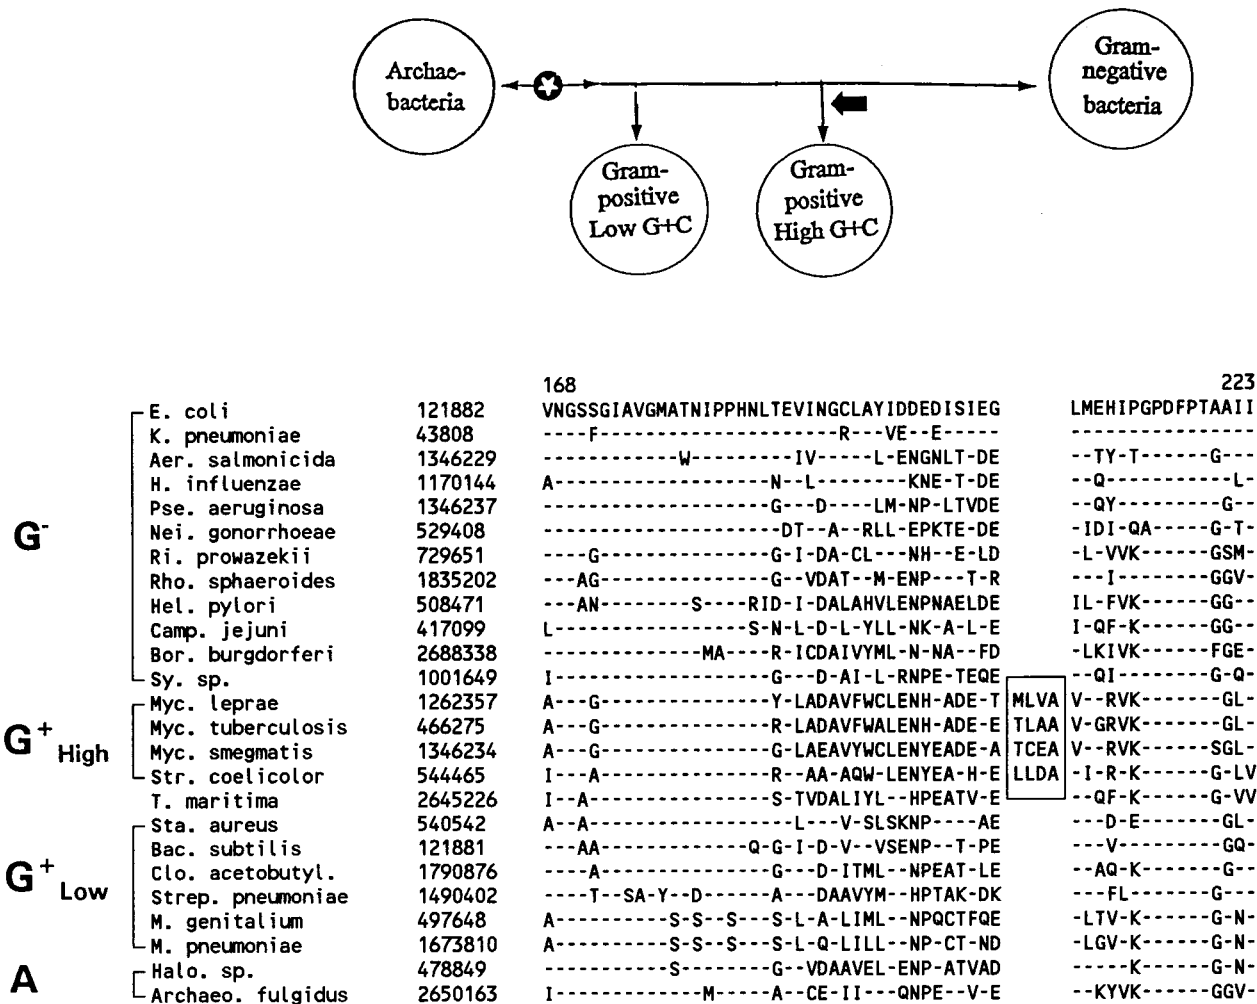 Archae-
bacteria
Gram-
negative
bacteria
Gram-
positive
Low G+C
Gram-
positive
High G+C
168 223
E. coli 121882 VNGSSGIAVGMATNIPPHNLTEVINGCLAYIDDEDISIEG LMEHIPGPDFPTAAII
K. pneumoniae 43808 ----F--------------------R---VE--E----- ----------------
Aer. salmonicida 1346229 ------------W---------IV-----L-ENGNLT-DE --TY-T------G---
H. influenzae 1170144 A------------------N--L--------KNE-T-DE --Q-----------L-
Pse. aeruginosa 1346237 -------------------G---D----LM-NP-LTVDE --QY---------G--
Nei. gonorrhoeae 529408 --------------------DT--A--RLL-EPKTE-DE -IDI-QA-----G-T-
Ri. prowazekii 729651 ----G--------------G-I-DA-CL---NH--E-LD -L-VVK------GSM-
Rho. sphaeroides 1835202 ---AG--------------G--VDAT--M-ENP---T-R ---I--------GGV-
Hel. pylori 508471 ---AN---------S---RID-I-DALAHVLENPNAELDE IL-FVK------GG--
Camp. jejuni 417099 L-----------------S-N-L-D-L-YLL-NK-A-L-E I-QF-K------GG--
Bor. burgdorferi 2688338 --------------MA---R-ICDAIVYML-N-NA--FD -LKIVK------FGE-
Sy. sp. 1001649 I------------------G---D-AI-L-RNPE-TEQE --QI--------G-Q-
Myc. leprae 1262357 A---G--------------Y-LADAVFWCLENH-ADE-T MLVA V--RVK------GL-
Myc. tuberculosis 466275 A---G--------------R-LADAVFWALENHEADE-E TLAA V-GRVK------GL-
Myc. smegmatis 1346234 A---G--------------G-LAEAVYWCLENYEADE-A TCEA V--RVK------SGL-
Str. coelicolor 544465 I---A--------------R--AA-AQW-LENYEA-H-E LLDA -I-R-K------G-LV
T. maritima 2645226 I--A---------------S-TVDALIYL--HPEATV-E --QF-K------G-VV
Sta. aureus 540542 A--A-----------------L---V-SLSKNP----AE ---D-E------GL-
Bac. subtilis 121881 ---AA-------------Q-G-I-D-V--VSENP--T-PE ---V---------GQ-
Clo. acetobutyl. 1790876 ----A--------------G---D-ITML--NPEAT-LE --AQ-K------G---
Strep. pneumoniae 1490402 ----T--SA-Y--D------A---DAAVYM--HPTAK-DK ---FL-------G---
M. genitalium 497648 A----------S-S--S---S-L-A-LIML--NPQCTFQE -LTV-K------G-N-
M. pneumoniae 1673810 A----------S-S--S---S-L-Q-LILL--NP-CT-ND -LGV-K------G-N-
Halo. sp. 478849 -----------S-------G--VDAAVEL-ENP-ATVAD -----K------G-N-
Archaeo. fulgidus 2650163 I-------------M-----A--CE-II---QNPE--V-E --KYVK------GGV-
G-
G+ High
G+ Low
A